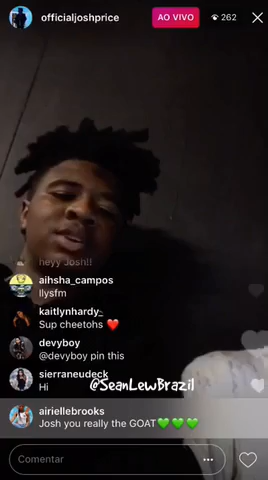 officialjoshprice
AO VIVO
262
heyy Josh!!
aihsha_campos
llysfm
kaitlynhardy_
Sup cheetohs ❤️
devyboy
@devyboy pin this
sierraneudeck
Hi
@SeanLewBrazil
airiellebrooks
Josh you really the GOAT💚💚💚
Comentar